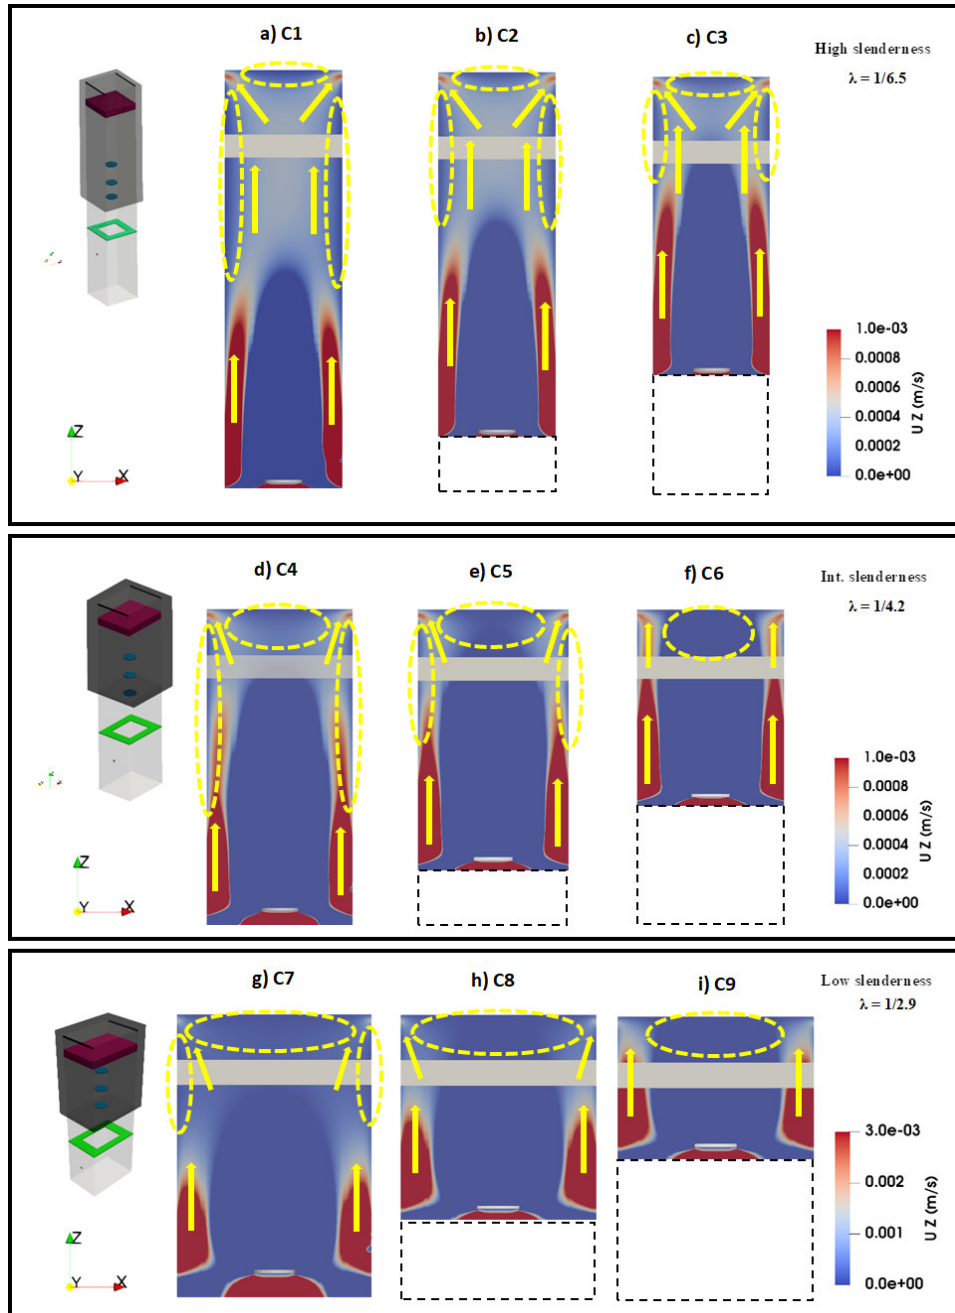 a) C1
b) C2
c) C3
High slenderness
λ = 1/6.5
1.0e-03
0.0008
0.0006
0.0004
0.0002
0.0e+00
U Z (m/s)
Z
Y
X
d) C4
e) C5
f) C6
Int. slenderness
λ = 1/4.2
1.0e-03
0.0008
0.0006
0.0004
0.0002
0.0e+00
U Z (m/s)
Z
Y
X
g) C7
h) C8
i) C9
Low slenderness
λ = 1/2.9
3.0e-03
0.002
0.001
0.0e+00
U Z (m/s)
Z
Y
X